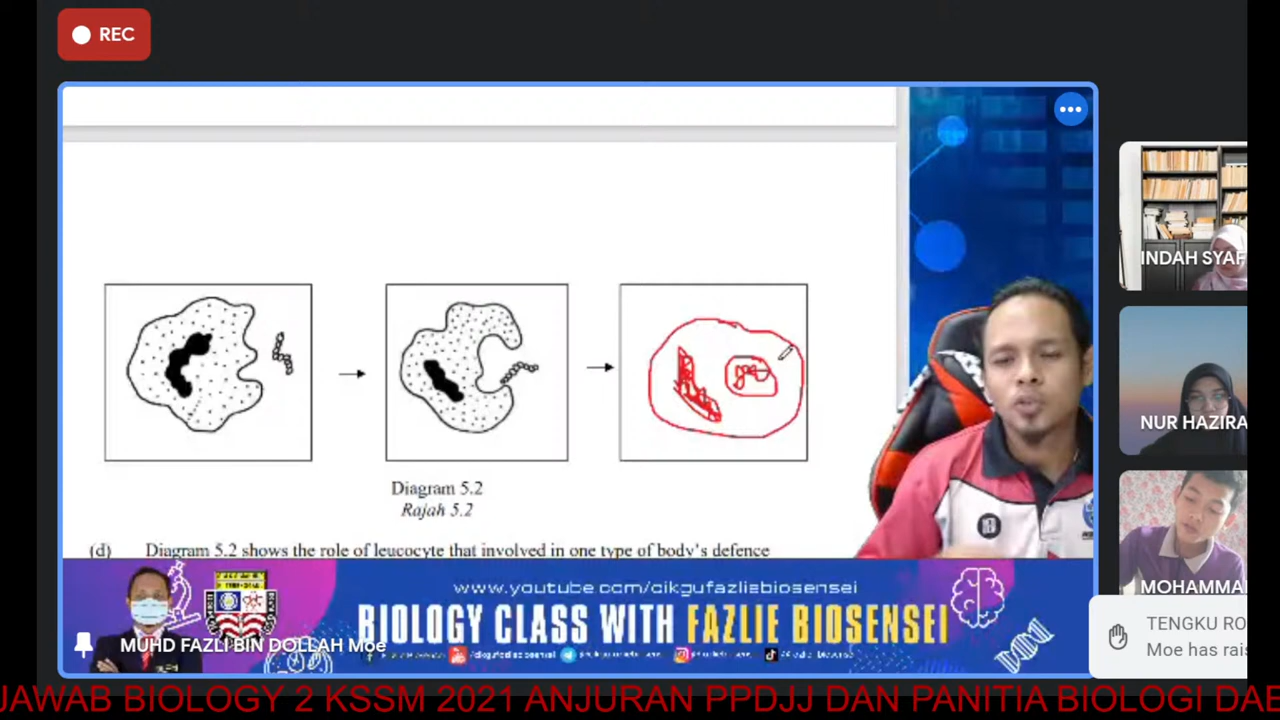 REC
INDAH SYAF
Diagram 5.2
Rajah 5.2
NUR HAZIRA
(d) Diagram 5.2 shows the role of leucocyte that involved in one type of body's defence
www.youtube.com/cikgufazliebiosensei
BIOLOGY CLASS WITH FAZLIE BIOSENSEI
MUHD FAZLI BIN DOLLAH Moe
MOHAMMA
TENGKU RO
Moe has rais
JAWAB BIOLOGY 2 KSSM 2021 ANJURAN PPDJJ DAN PANITIA BIOLOGI DAE